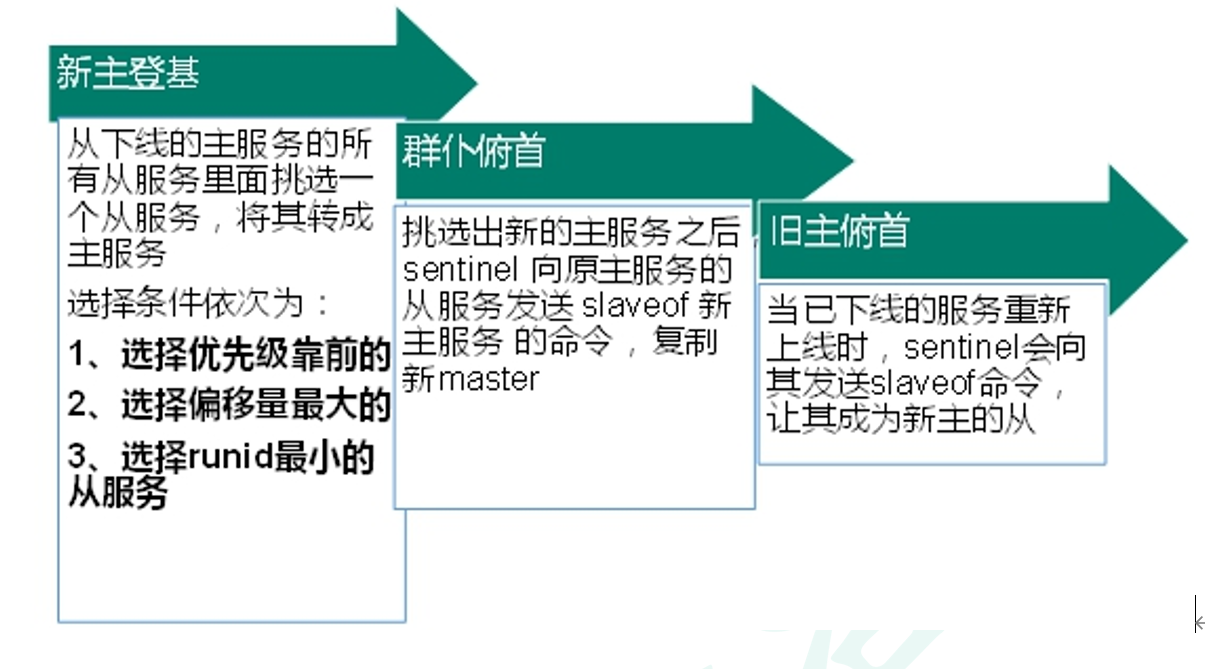 新主登基
从下线的主服务的所
有从服务里面挑选一
个从服务，将其转成
主服务
选择条件依次为：
1、选择优先级靠前的
2、选择偏移量最大的
3、选择runid最小的
从服务
群仆俯首
挑选出新的主服务之后，
sentinel 向原主服务的
从服务发送 slaveof 新
主服务 的命令，复制
新master
旧主俯首
当已下线的服务重新
上线时，sentinel会向
其发送slaveof命令，
让其成为新主的从